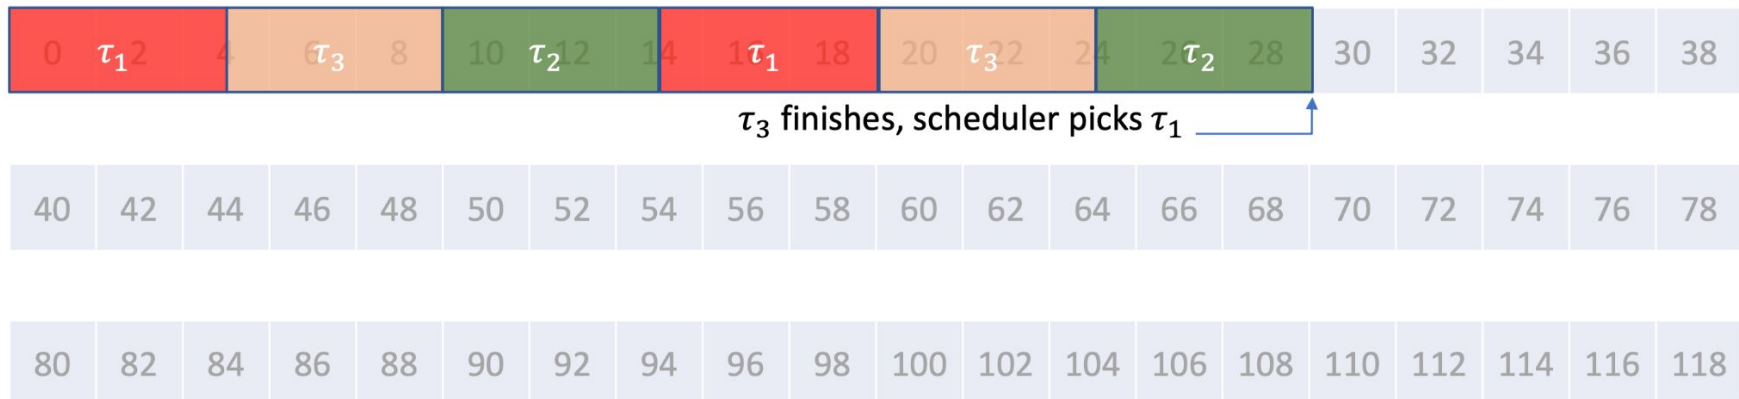 0 τ₁ 2 4 6 τ₃ 8 10 τ₂ 12 14 16 τ₁ 18 20 τ₃ 22 24 26 τ₂ 28 30 32 34 36 38
τ₃ finishes, scheduler picks τ₁
40 42 44 46 48 50 52 54 56 58 60 62 64 66 68 70 72 74 76 78
80 82 84 86 88 90 92 94 96 98 100 102 104 106 108 110 112 114 116 118